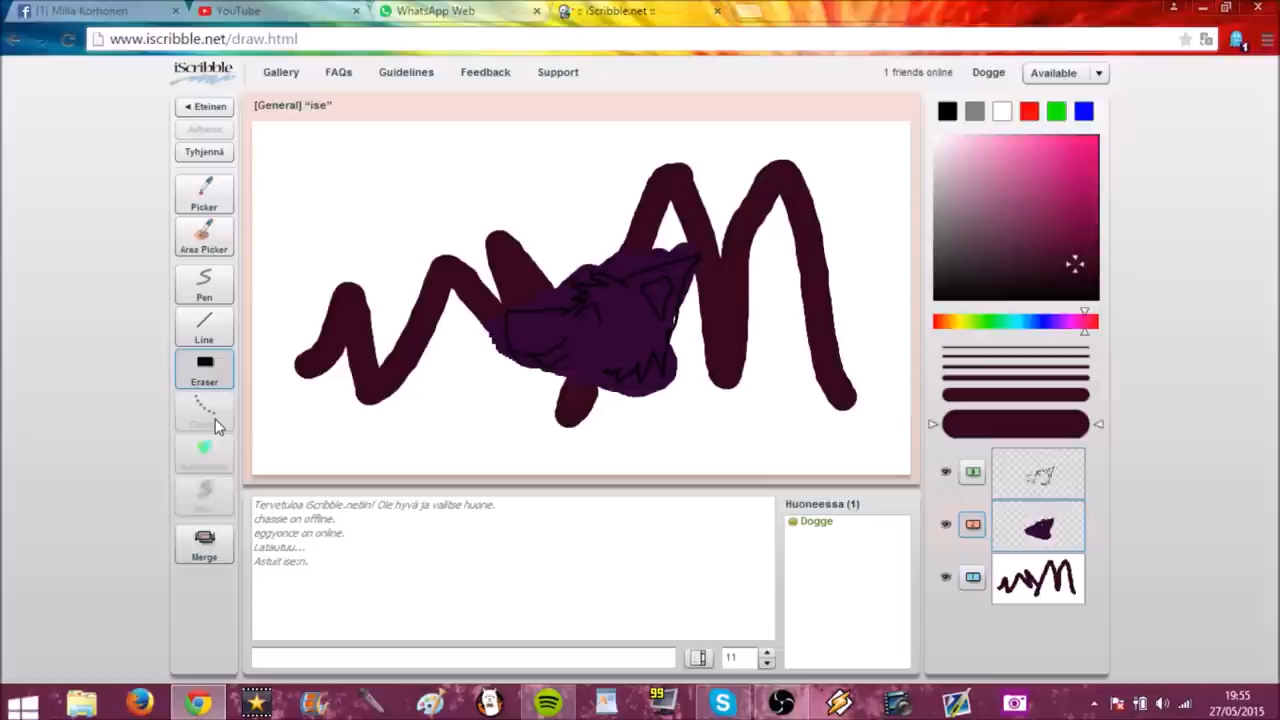 Milla Korhonen
YouTube
WhatsApp Web
:: iScribble.net ::
www.iscribble.net/draw.html
iScribble
Gallery
FAQs
Guidelines
Feedback
Support
1 friends online
Dogge
Available
◄ Eteinen
[General] “ise”
Julkaise
Tyhjennä
Picker
Area Picker
Pen
Line
Eraser
Merge
Tervetuloa iScribble.netiin! Ole hyvä ja valitse huone.
chassie on offline.
eggyonce on online.
Latautuu...
Astuit ise:n.
Huoneessa (1)
Dogge
11
99
19:55
27/05/2015